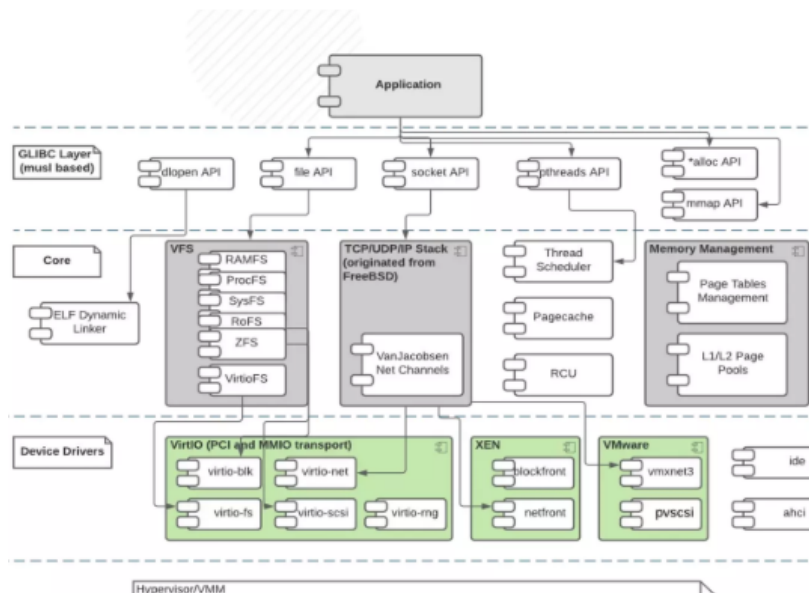 Application
GLIBC Layer
(musl based)
dlopen API
file API
socket API
pthreads API
*alloc API
mmap API
Core
VFS
RAMFS
ProcFS
SysFS
RoFS
ZFS
VirtioFS
TCP/UDP/IP Stack
(originated from
FreeBSD)
VanJacobsen
Net Channels
Thread
Scheduler
Pagecache
RCU
Memory Management
Page Tables
Management
L1/L2 Page
Pools
ELF Dynamic
Linker
Device Drivers
VirtIO (PCI and MMIO transport)
virtio-blk
virtio-net
virtio-fs
virtio-scsi
virtio-rng
XEN
blockfront
netfront
VMware
vmxnet3
pvscsi
ide
ahci
Hypervisor/VMM